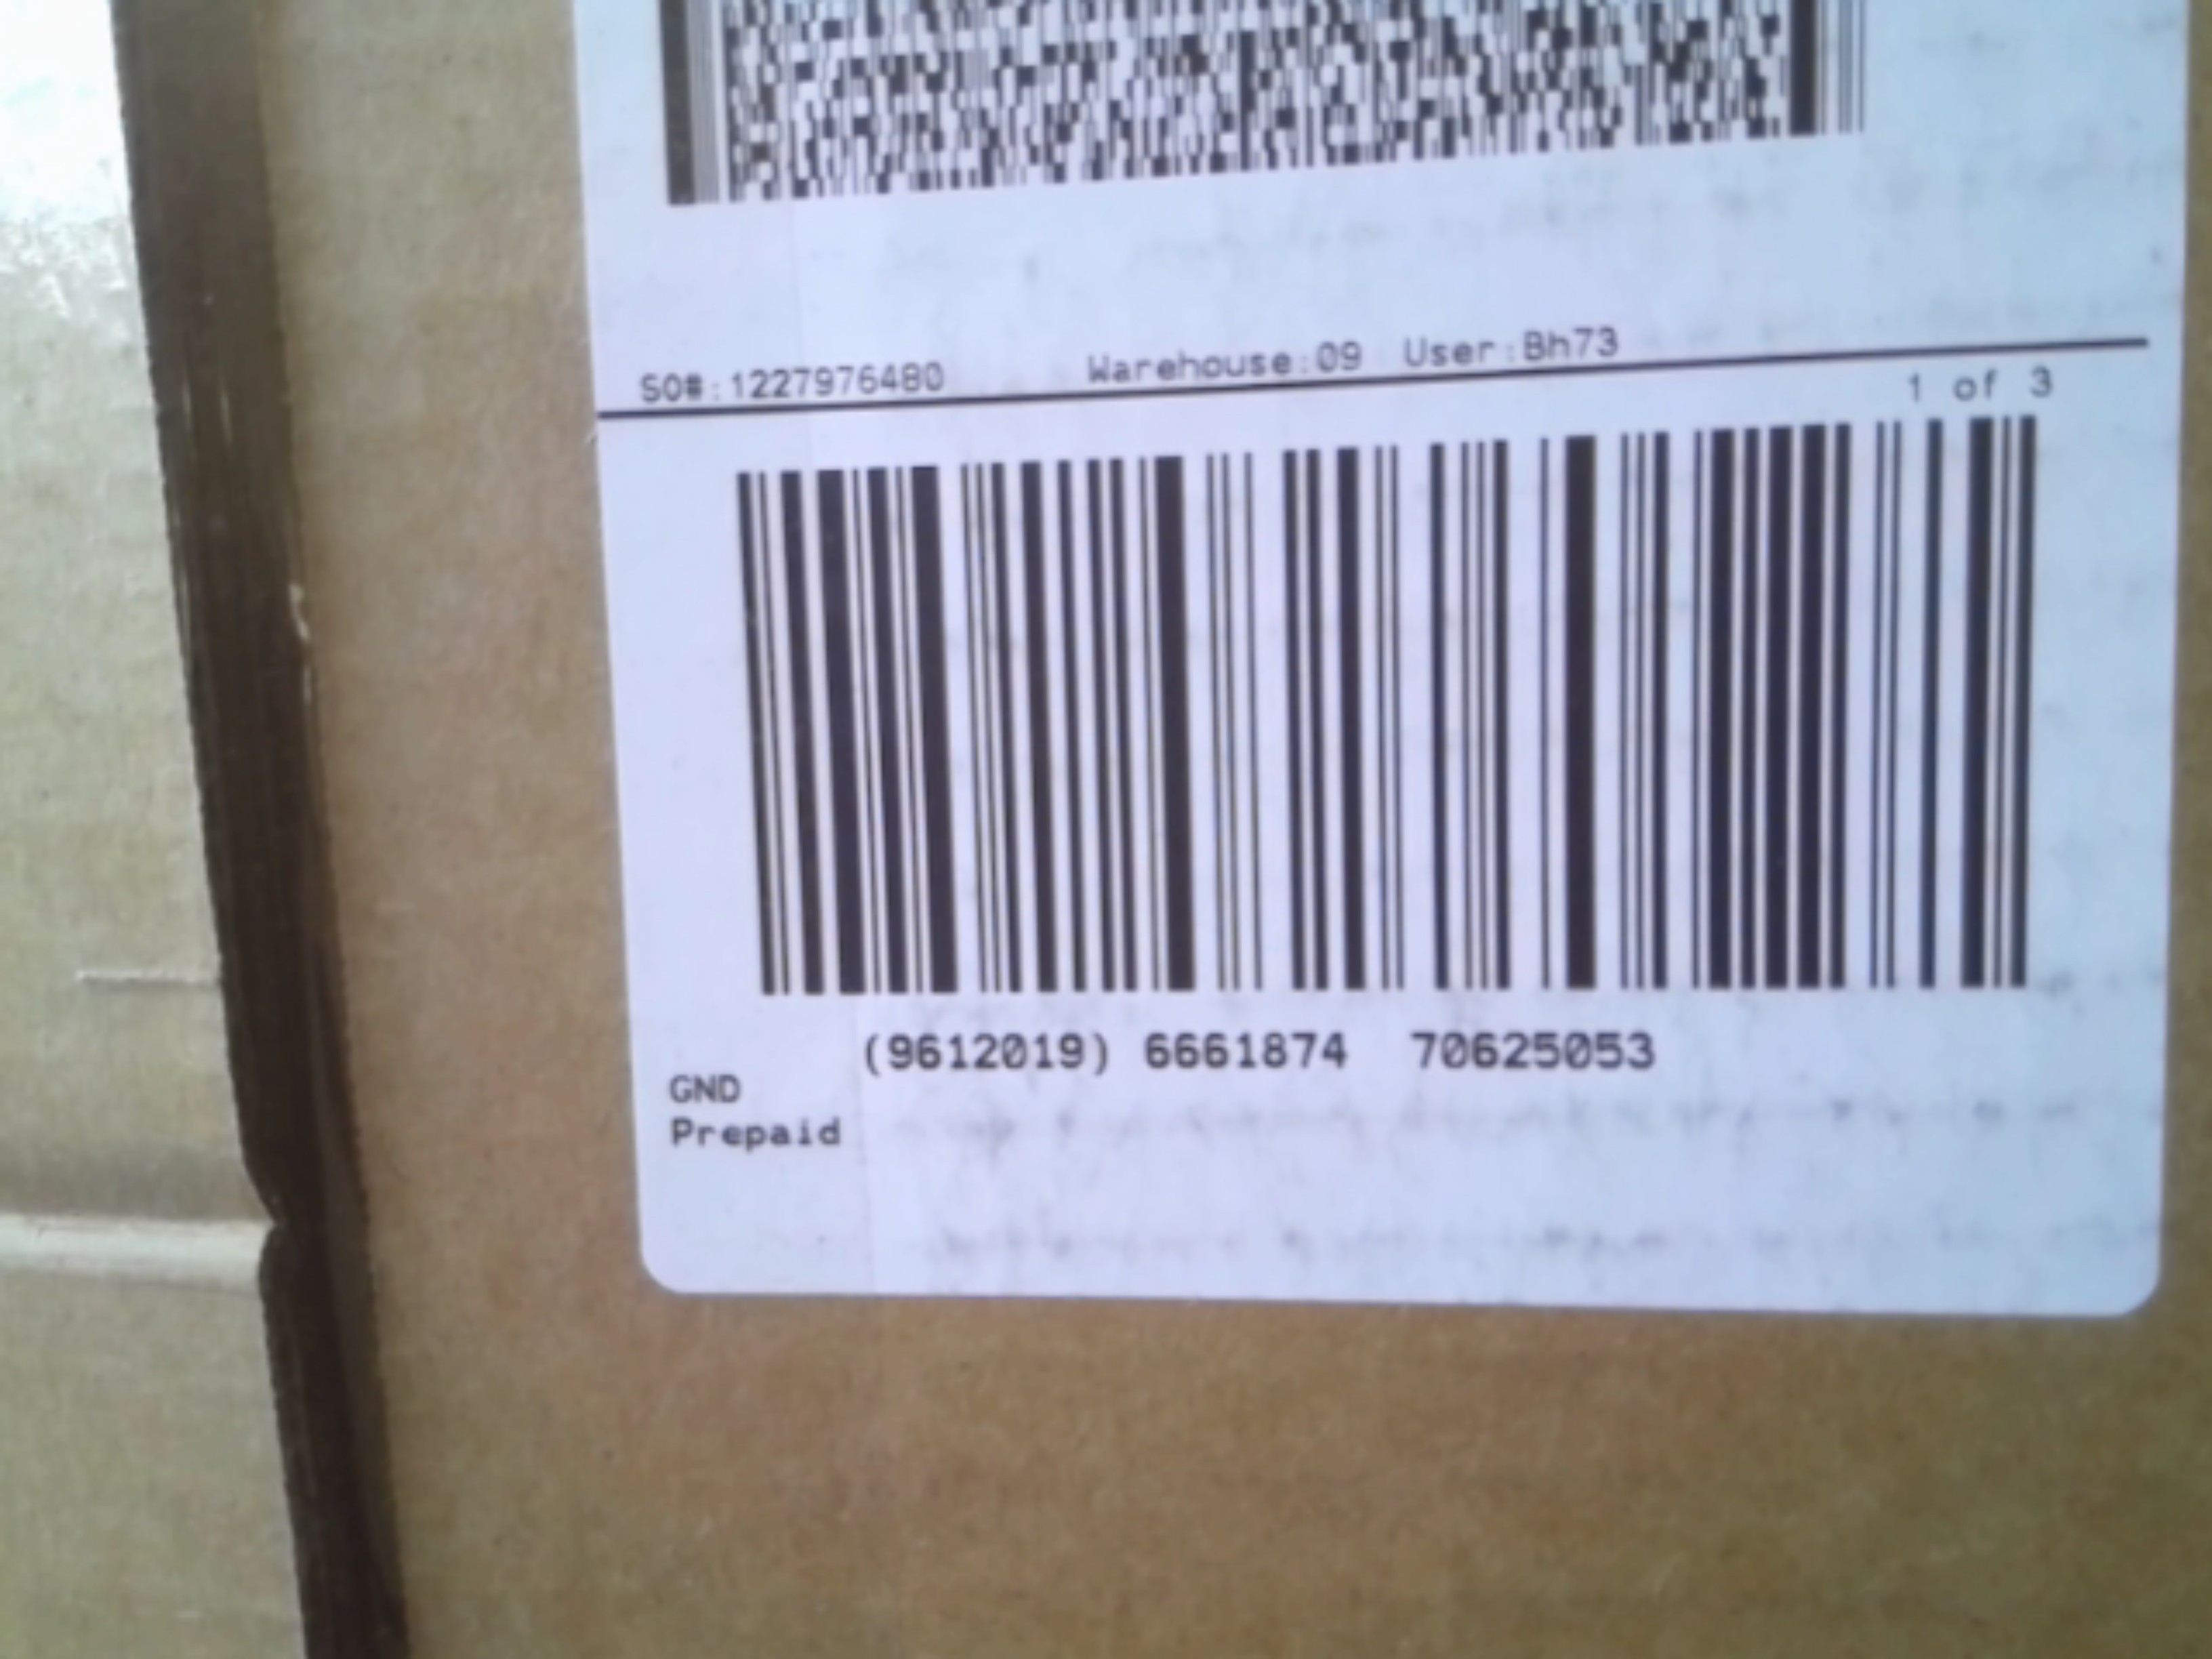 SO#:1227976480 Warehouse:09 User:Bh73
1 of 3
(9612019) 6661874 70625053
GND
Prepaid